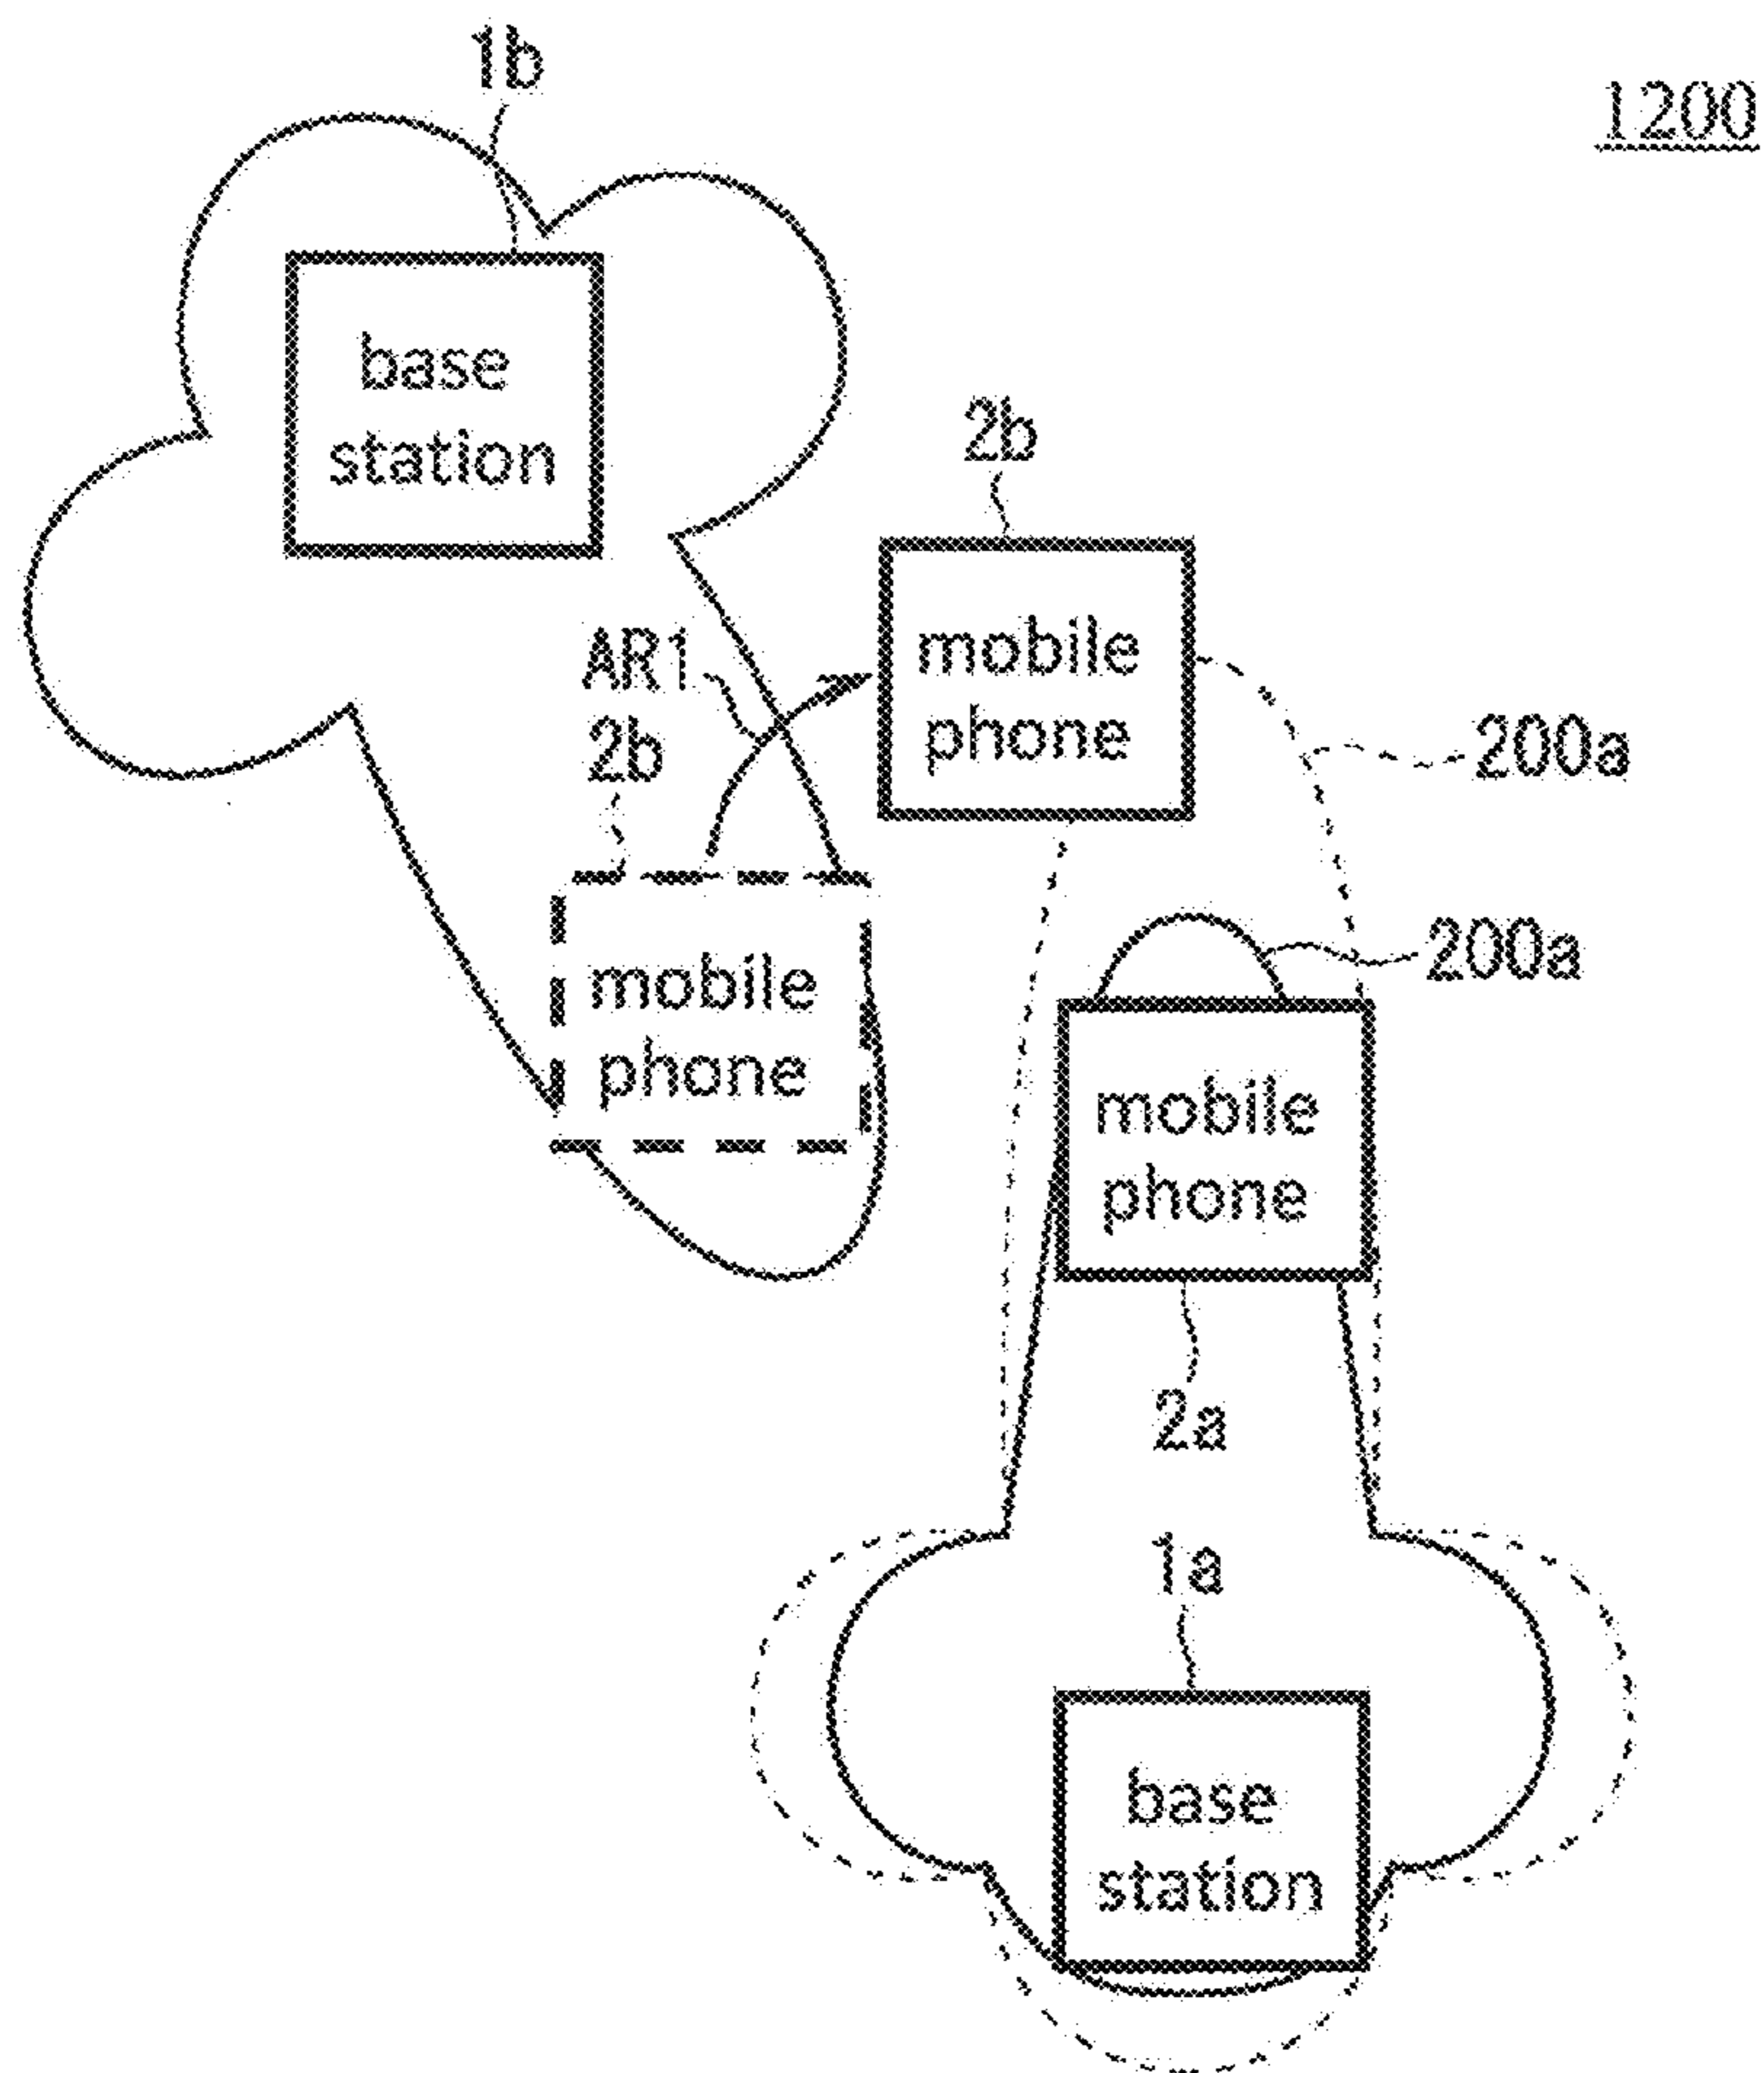 1b
1200
base
station
2b
mobile
phone
AR1
2b
200a
200a
mobile
phone
mobile
phone
2a
1a
base
station